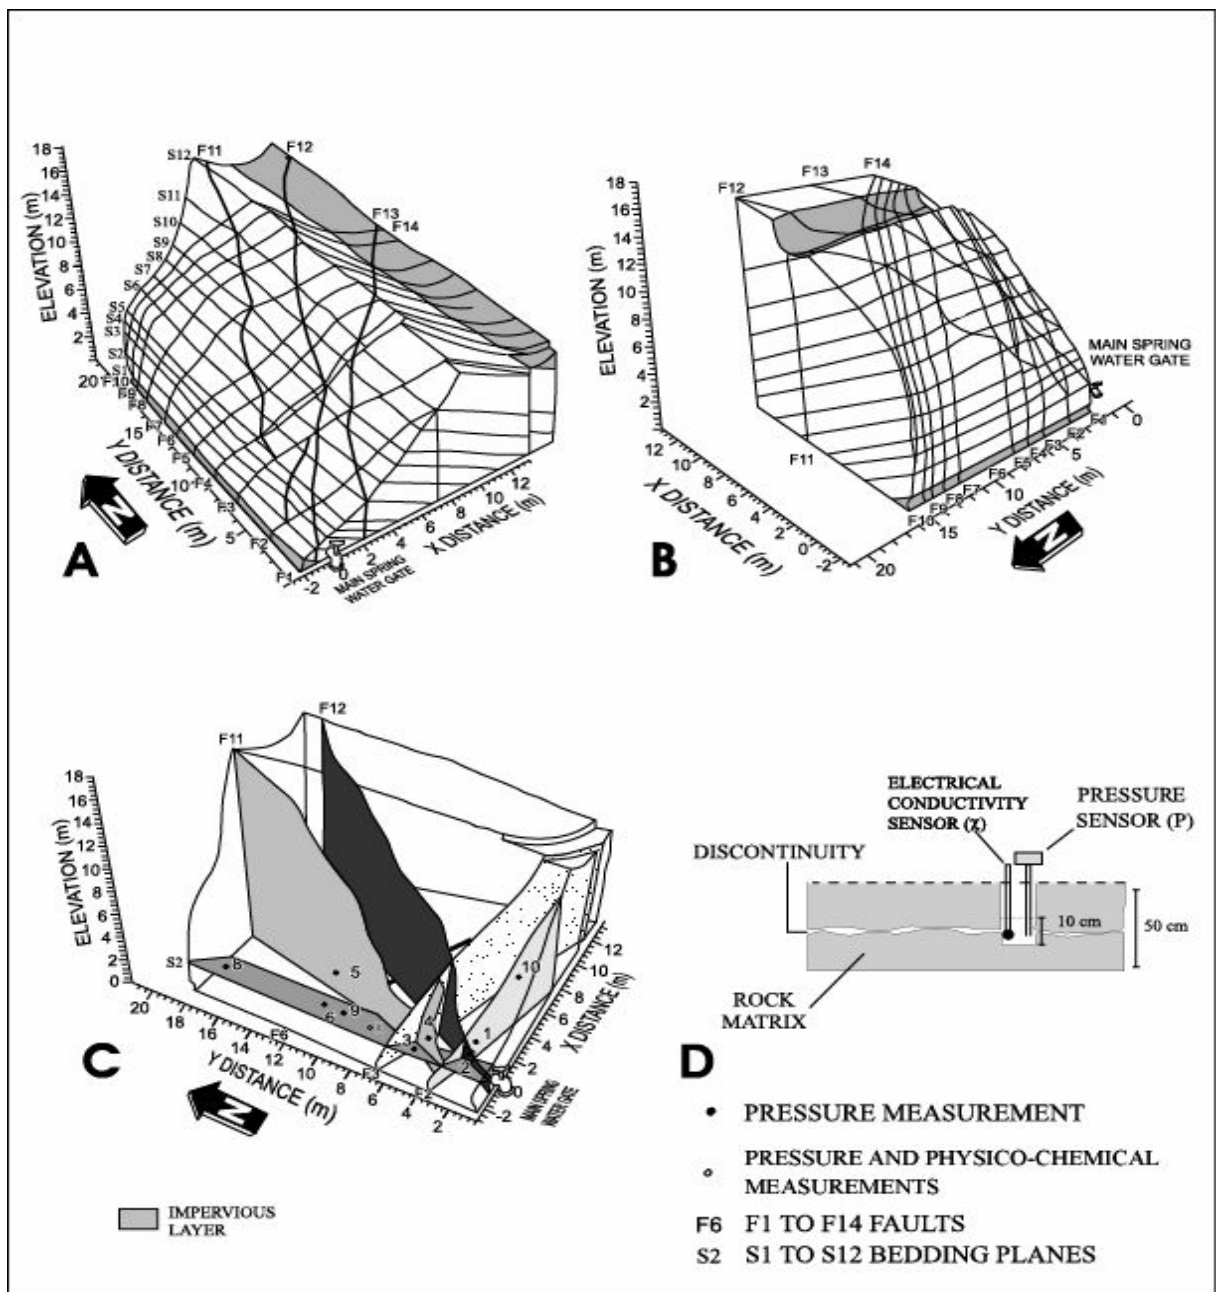 18
16
14
12
10
8
6
4
2
ELEVATION (m)
S12
F11
F12
F13
F14
S11
S10
S9
S8
S7
S6
S5
S4
S3
S2
S1
F10
F9
F8
F7
F6
F5
F4
F3
F2
F1
20
15
10
5
Y DISTANCE (m)
N
A
-2
0
2
4
6
8
10
12
X DISTANCE (m)
MAIN SPRING
WATER GATE
18
16
14
12
10
8
6
4
2
ELEVATION (m)
F12
F13
F14
F11
MAIN SPRING
WATER GATE
12
10
8
6
4
2
0
-2
X DISTANCE (m)
F10
F9
F8
F7
F6
F5
F4
F3
F2
F1
0
5
10
15
20
Y DISTANCE (m)
N
B
F12
F11
18
16
14
12
10
8
6
4
2
0
ELEVATION (m)
S2
8
5
6
9
3
4
1
2
10
F6
F3
F2
20
18
16
14
12
10
8
6
4
2
Y DISTANCE (m)
N
C
-2
0
2
4
6
8
10
12
X DISTANCE (m)
MAIN SPRING
WATER GATE
IMPERVIOUS
LAYER
ELECTRICAL
CONDUCTIVITY
SENSOR (χ)
PRESSURE
SENSOR (P)
DISCONTINUITY
10 cm
50 cm
ROCK
MATRIX
D
PRESSURE MEASUREMENT
PRESSURE AND PHYSICO-CHEMICAL
MEASUREMENTS
F6 F1 TO F14 FAULTS
S2 S1 TO S12 BEDDING PLANES